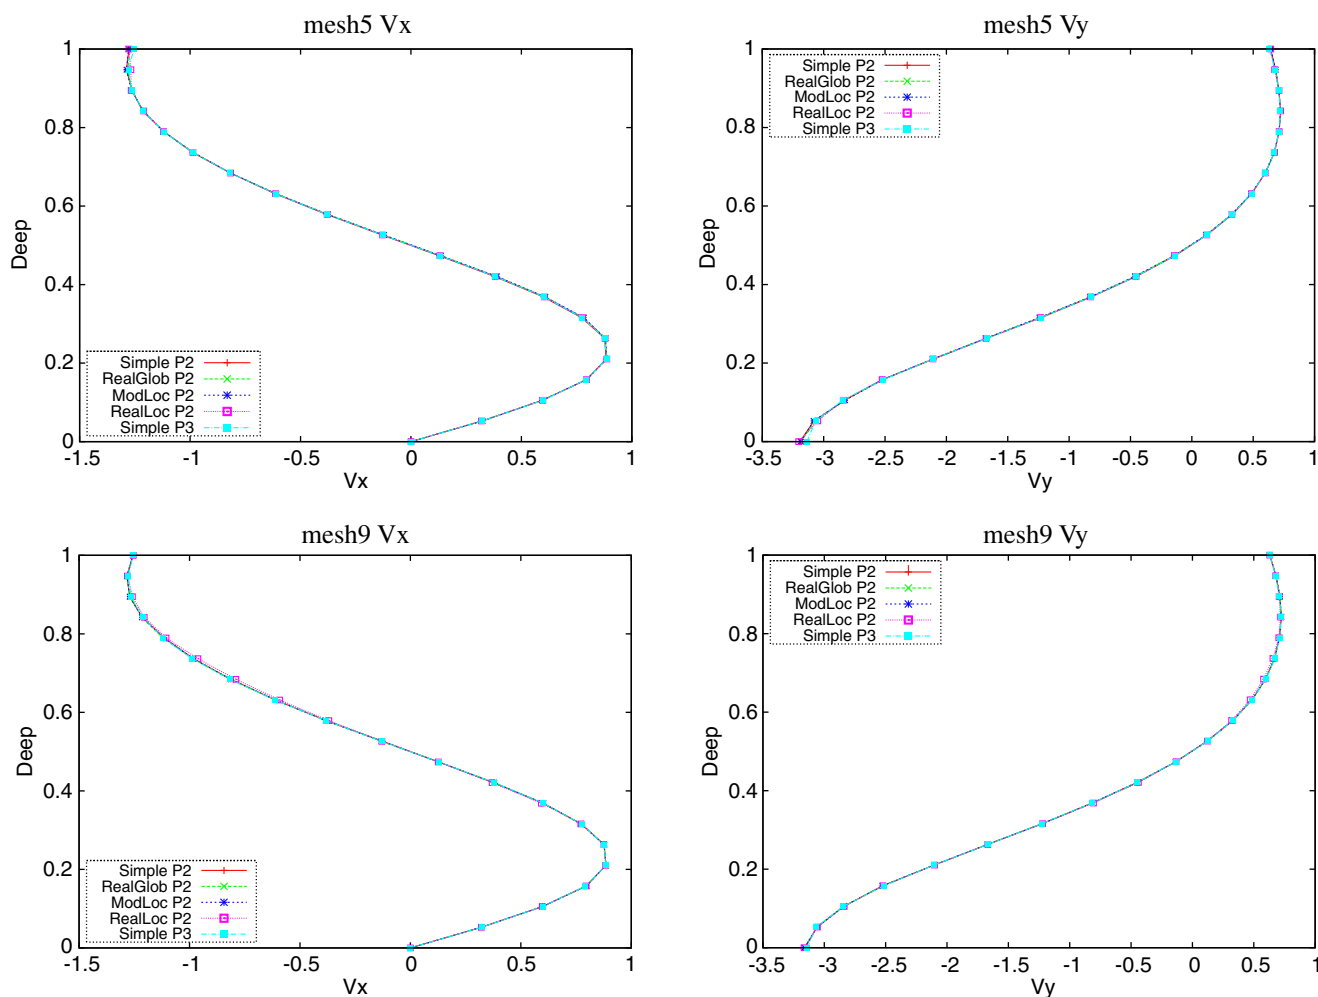 mesh5 Vx
1
0.8
0.6
0.4
0.2
0
Deep
Simple P2
RealGlob P2
ModLoc P2
RealLoc P2
Simple P3
-1.5 -1 -0.5 0 0.5 1
Vx
mesh5 Vy
1
0.8
0.6
0.4
0.2
0
Deep
Simple P2
RealGlob P2
ModLoc P2
RealLoc P2
Simple P3
-3.5 -3 -2.5 -2 -1.5 -1 -0.5 0 0.5 1
Vy
mesh9 Vx
1
0.8
0.6
0.4
0.2
0
Deep
Simple P2
RealGlob P2
ModLoc P2
RealLoc P2
Simple P3
-1.5 -1 -0.5 0 0.5 1
Vx
mesh9 Vy
1
0.8
0.6
0.4
0.2
0
Deep
Simple P2
RealGlob P2
ModLoc P2
RealLoc P2
Simple P3
-3.5 -3 -2.5 -2 -1.5 -1 -0.5 0 0.5 1
Vy